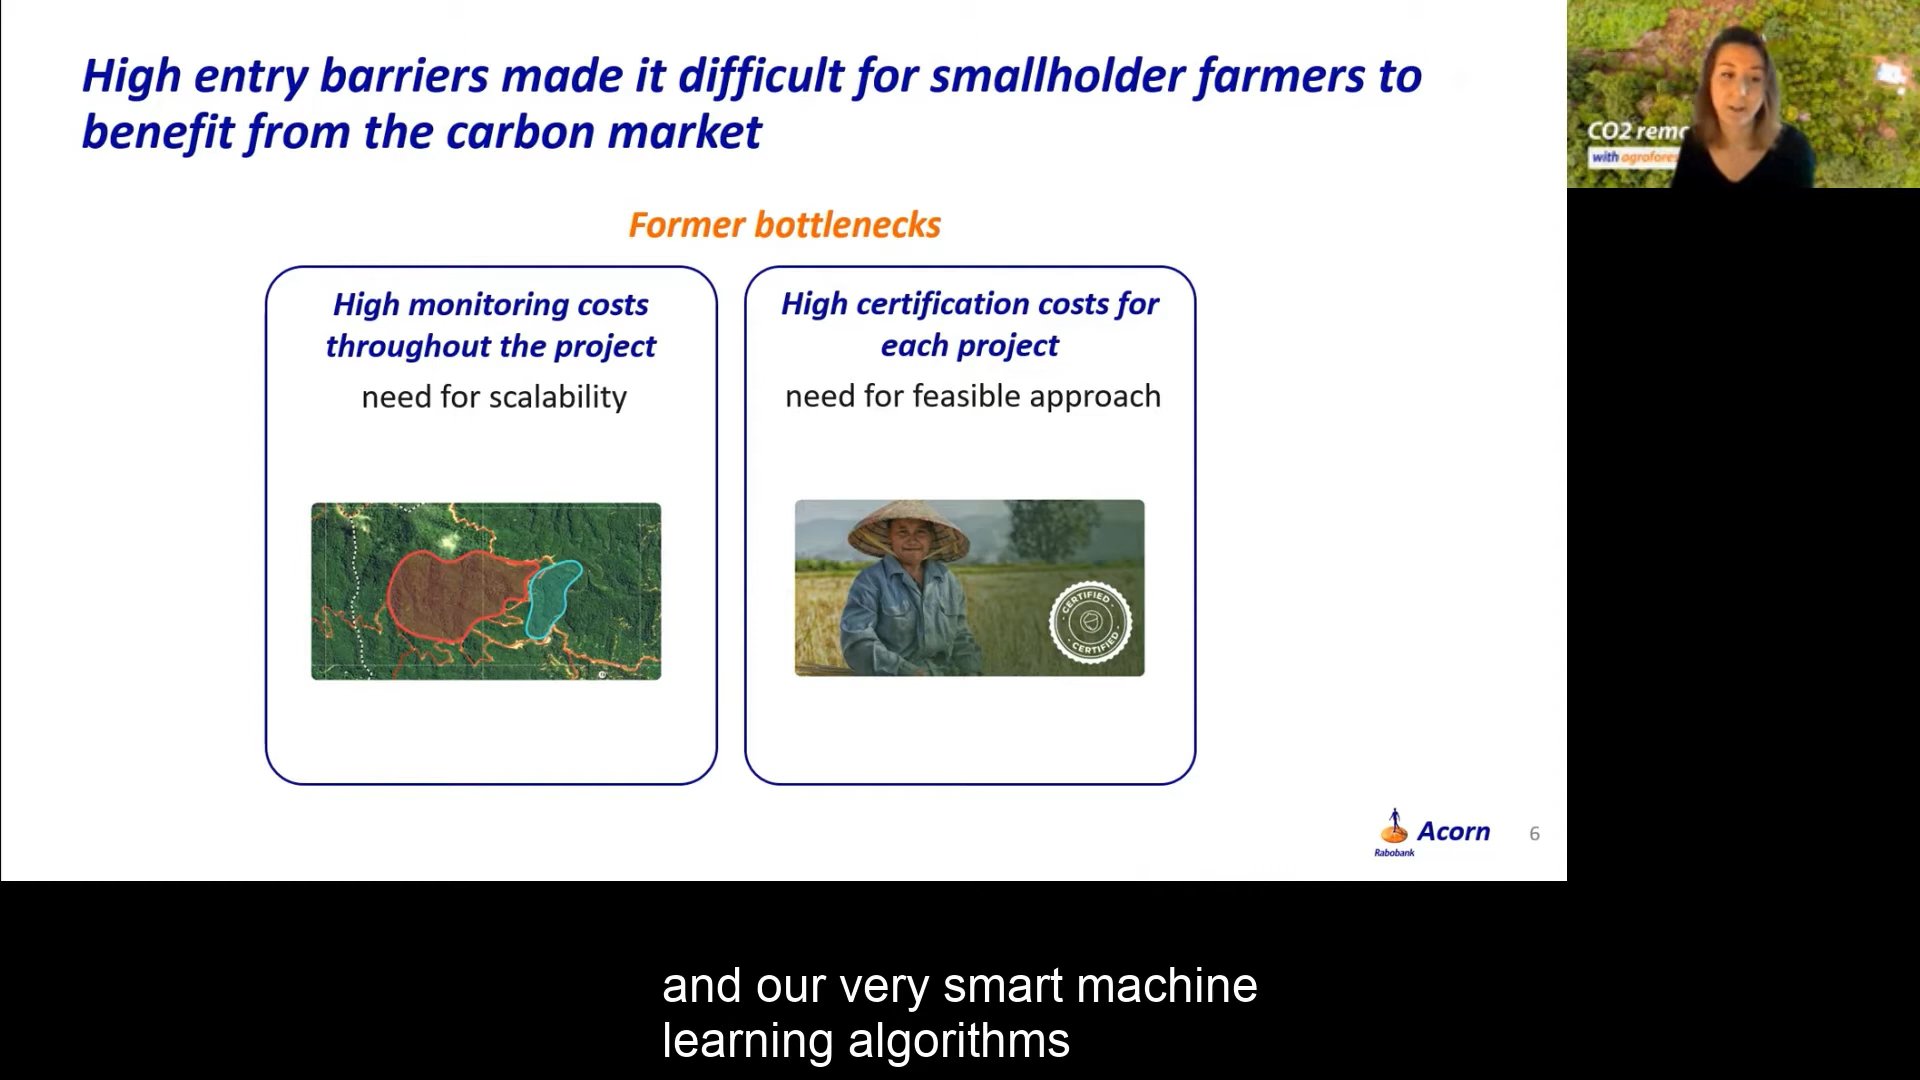 High entry barriers made it difficult for smallholder farmers to
benefit from the carbon market
CO2 remo
with agrofores
Former bottlenecks
High monitoring costs
throughout the project
need for scalability
High certification costs for
each project
need for feasible approach
CERTIFIED
CERTIFIED
Acorn
Rabobank
6
and our very smart machine
learning algorithms